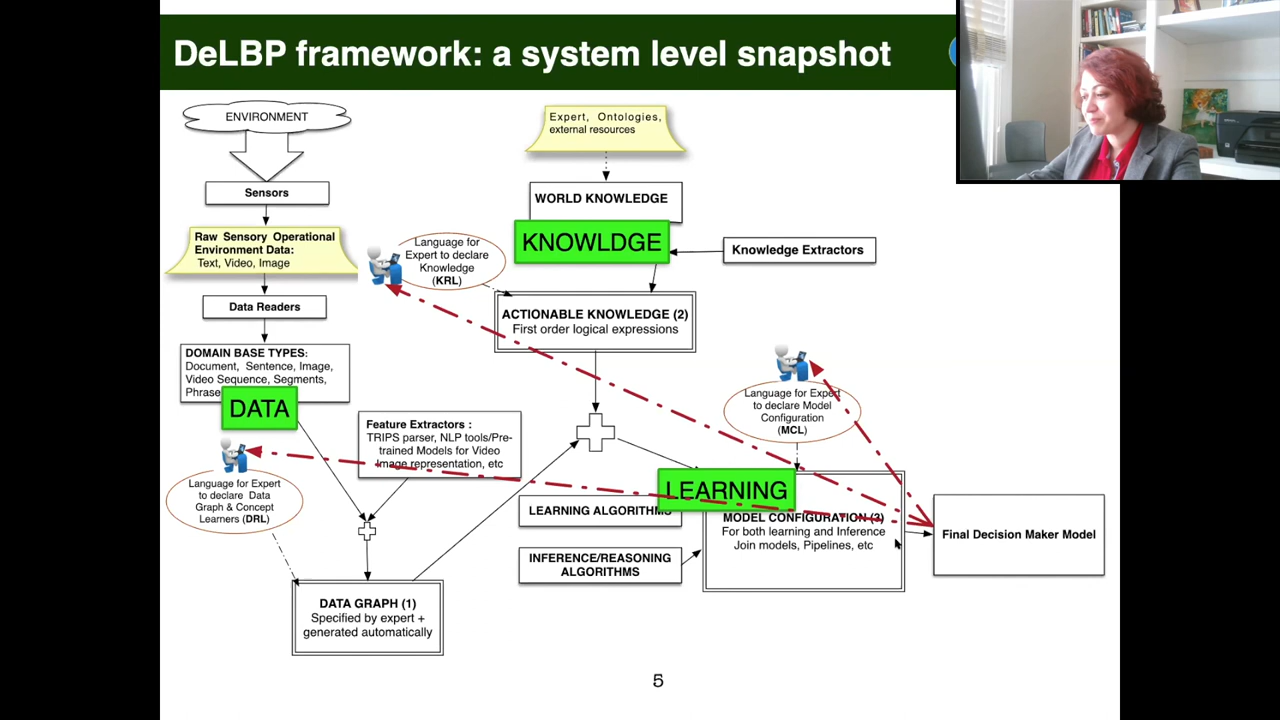 DeLBP framework: a system level snapshot
ENVIRONMENT
Sensors
Raw Sensory Operational
Environment Data:
Text, Video, Image
Data Readers
DOMAIN BASE TYPES:
Document, Sentence, Image,
Video Sequence, Segments,
Phrase
DATA
Language for Expert
to declare Data
Graph & Concept
Learners (DRL)
Feature Extractors :
TRIPS parser, NLP tools/Pre-
trained Models for Video
Image representation, etc
DATA GRAPH (1)
Specified by expert +
generated automatically
Expert, Ontologies,
external resources
WORLD KNOWLEDGE
KNOWLDGE
Knowledge Extractors
Language for
Expert to declare
Knowledge
(KRL)
ACTIONABLE KNOWLEDGE (2)
First order logical expressions
Language for Expert
to declare Model
Configuration
(MCL)
LEARNING
LEARNING ALGORITHMS
INFERENCE/REASONING
ALGORITHMS
MODEL CONFIGURATION (3)
For both learning and Inference
Join models, Pipelines, etc
Final Decision Maker Model
5